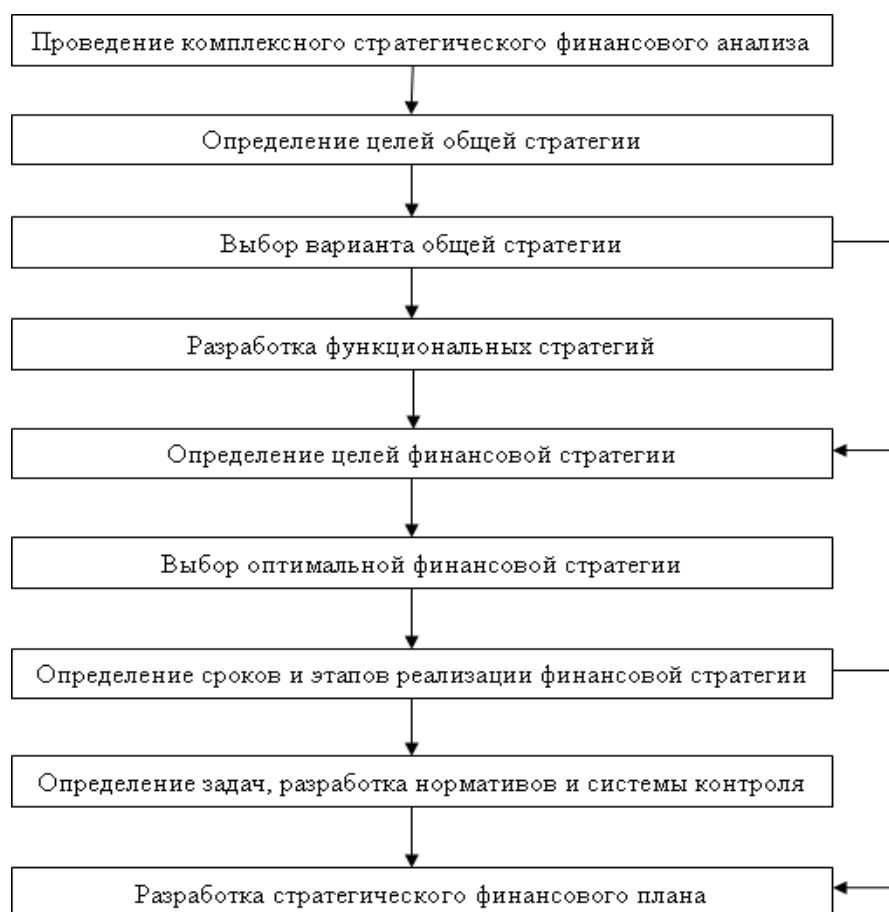 Проведение комплексного стратегического финансового анализа
Определение целей общей стратегии
Выбор варианта общей стратегии
Разработка функциональных стратегий
Определение целей финансовой стратегии
Выбор оптимальной финансовой стратегии
Определение сроков и этапов реализации финансовой стратегии
Определение задач, разработка нормативов и системы контроля
Разработка стратегического финансового плана